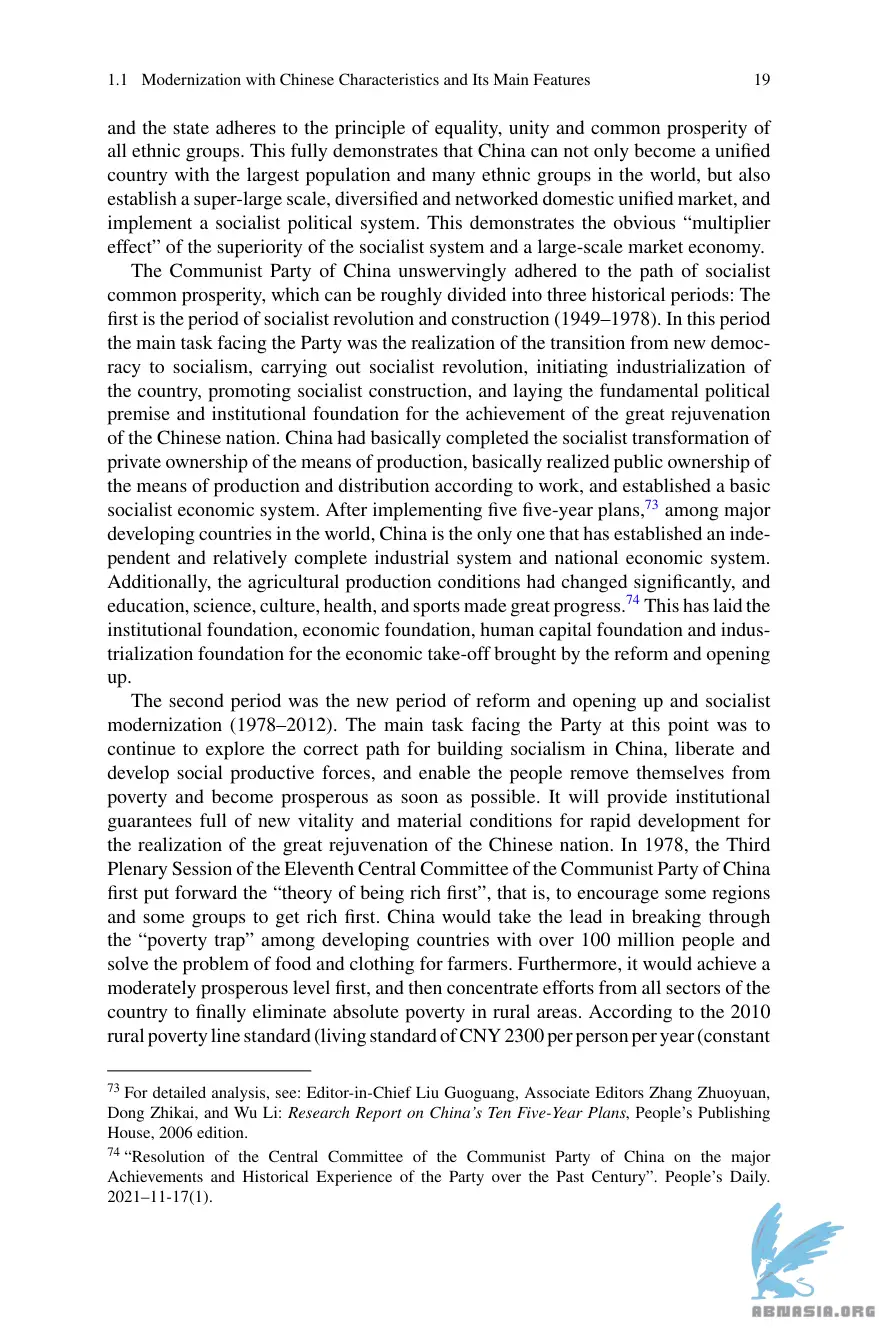 1.1 Modernization with Chinese Characteristics and Its Main Features 19
and the state adheres to the principle of equality, unity and common prosperity of
all ethnic groups. This fully demonstrates that China can not only become a unified
country with the largest population and many ethnic groups in the world, but also
establish a super-large scale, diversified and networked domestic unified market, and
implement a socialist political system. This demonstrates the obvious “multiplier
effect” of the superiority of the socialist system and a large-scale market economy.
The Communist Party of China unswervingly adhered to the path of socialist
common prosperity, which can be roughly divided into three historical periods: The
first is the period of socialist revolution and construction (1949–1978). In this period
the main task facing the Party was the realization of the transition from new democ-
racy to socialism, carrying out socialist revolution, initiating industrialization of
the country, promoting socialist construction, and laying the fundamental political
premise and institutional foundation for the achievement of the great rejuvenation
of the Chinese nation. China had basically completed the socialist transformation of
private ownership of the means of production, basically realized public ownership of
the means of production and distribution according to work, and established a basic
socialist economic system. After implementing five five-year plans,73 among major
developing countries in the world, China is the only one that has established an inde-
pendent and relatively complete industrial system and national economic system.
Additionally, the agricultural production conditions had changed significantly, and
education, science, culture, health, and sports made great progress.74 This has laid the
institutional foundation, economic foundation, human capital foundation and indus-
trialization foundation for the economic take-off brought by the reform and opening
up.
The second period was the new period of reform and opening up and socialist
modernization (1978–2012). The main task facing the Party at this point was to
continue to explore the correct path for building socialism in China, liberate and
develop social productive forces, and enable the people remove themselves from
poverty and become prosperous as soon as possible. It will provide institutional
guarantees full of new vitality and material conditions for rapid development for
the realization of the great rejuvenation of the Chinese nation. In 1978, the Third
Plenary Session of the Eleventh Central Committee of the Communist Party of China
first put forward the “theory of being rich first”, that is, to encourage some regions
and some groups to get rich first. China would take the lead in breaking through
the “poverty trap” among developing countries with over 100 million people and
solve the problem of food and clothing for farmers. Furthermore, it would achieve a
moderately prosperous level first, and then concentrate efforts from all sectors of the
country to finally eliminate absolute poverty in rural areas. According to the 2010
rural poverty line standard (living standard of CNY 2300 per person per year (constant
73 For detailed analysis, see: Editor-in-Chief Liu Guoguang, Associate Editors Zhang Zhuoyuan,
Dong Zhikai, and Wu Li: Research Report on China’s Ten Five-Year Plans, People’s Publishing
House, 2006 edition.
74 “Resolution of the Central Committee of the Communist Party of China on the major
Achievements and Historical Experience of the Party over the Past Century”. People’s Daily.
2021–11-17(1).
ABNASIA.ORG